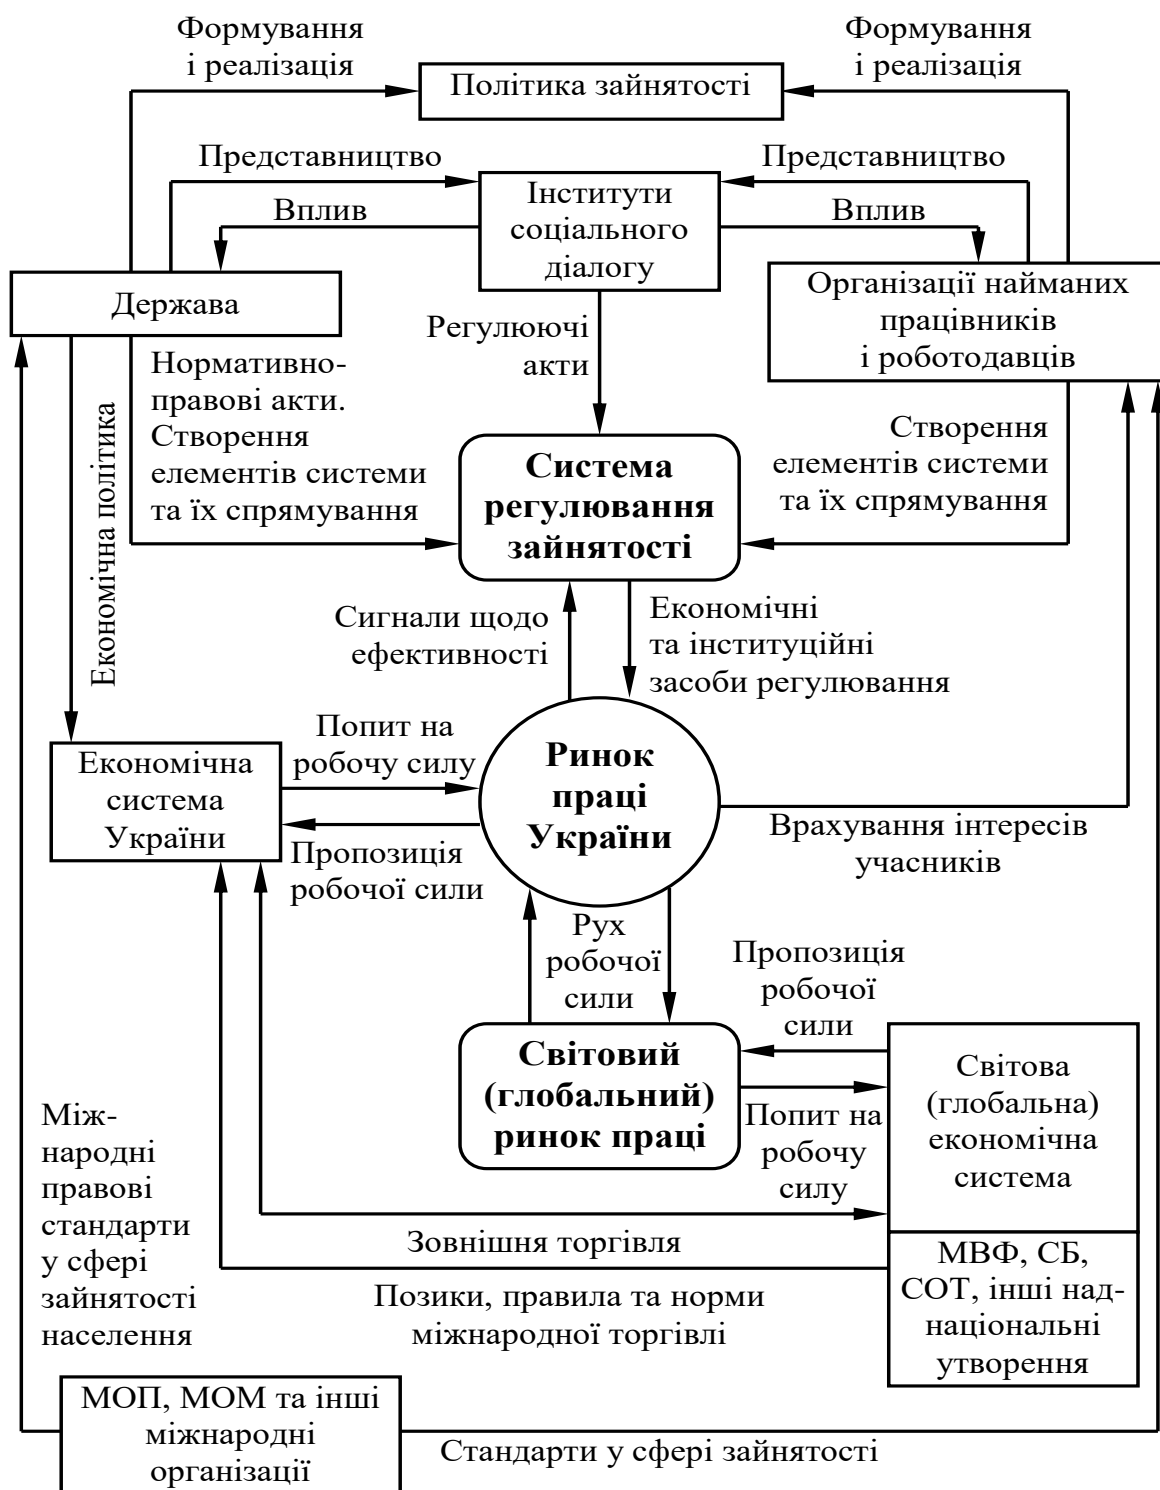 Формування
і реалізація
Формування
і реалізація
Політика зайнятості
Представництво
Представництво
Вплив
Вплив
Інститути
соціального
діалогу
Держава
Організації найманих
працівників
і роботодавців
Регулюючі
акти
Нормативно-
правові акти.
Створення
елементів системи
та їх спрямування
Економічна політика
Створення
елементів системи
та їх спрямування
Система
регулювання
зайнятості
Сигнали щодо
ефективності
Економічні
та інституційні
засоби регулювання
Попит на
робочу силу
Економічна
система
України
Ринок
праці
України
Пропозиція
робочої сили
Врахування інтересів
учасників
Рух
робочої
сили
Пропозиція
робочої
сили
Світовий
(глобальний)
ринок праці
Світова
(глобальна)
економічна
система
Попит на
робочу
силу
Між-
народні
правові
стандарти
у сфері
зайнятості
населення
Зовнішня торгівля
МВФ, СБ,
СОТ, інші над-
національні
утворення
Позики, правила та норми
міжнародної торгівлі
МОП, МОМ та інші
міжнародні
організації
Стандарти у сфері зайнятості